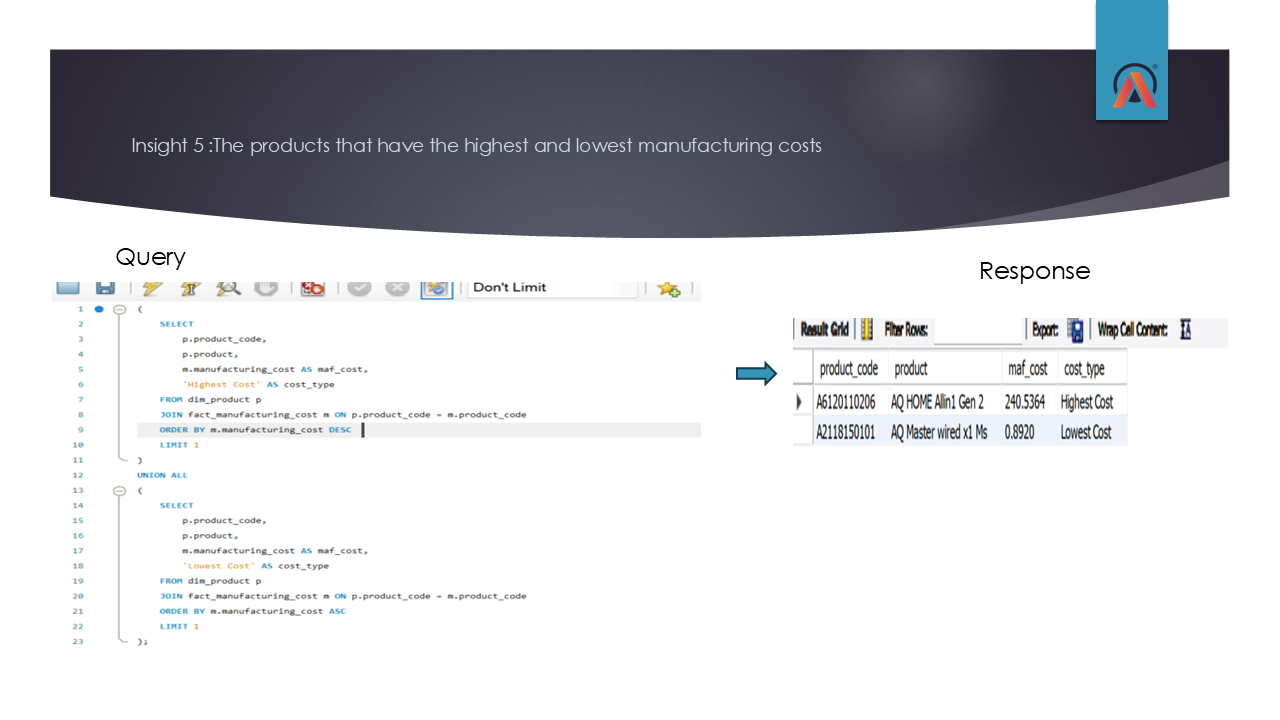 Insight 5 :The products that have the highest and lowest manufacturing costs
Query
Response
Don't Limit
1 (
2 SELECT
3 p.product_code,
4 p.product,
5 m.manufacturing_cost AS maf_cost,
6 'Highest Cost' AS cost_type
7 FROM dim_product p
8 JOIN fact_manufacturing_cost m ON p.product_code = m.product_code
9 ORDER BY m.manufacturing_cost DESC
10 LIMIT 1
11 )
12 UNION ALL
13 (
14 SELECT
15 p.product_code,
16 p.product,
17 m.manufacturing_cost AS maf_cost,
18 'Lowest Cost' AS cost_type
19 FROM dim_product p
20 JOIN fact_manufacturing_cost m ON p.product_code = m.product_code
21 ORDER BY m.manufacturing_cost ASC
22 LIMIT 1
23 );
Result Grid Filter Rows: Export: Wrap Cell Content:
product_code product maf_cost cost_type
A6120110206 AQ HOME Allin1 Gen 2 240.5364 Highest Cost
A2118150101 AQ Master wired x1 Ms 0.8920 Lowest Cost